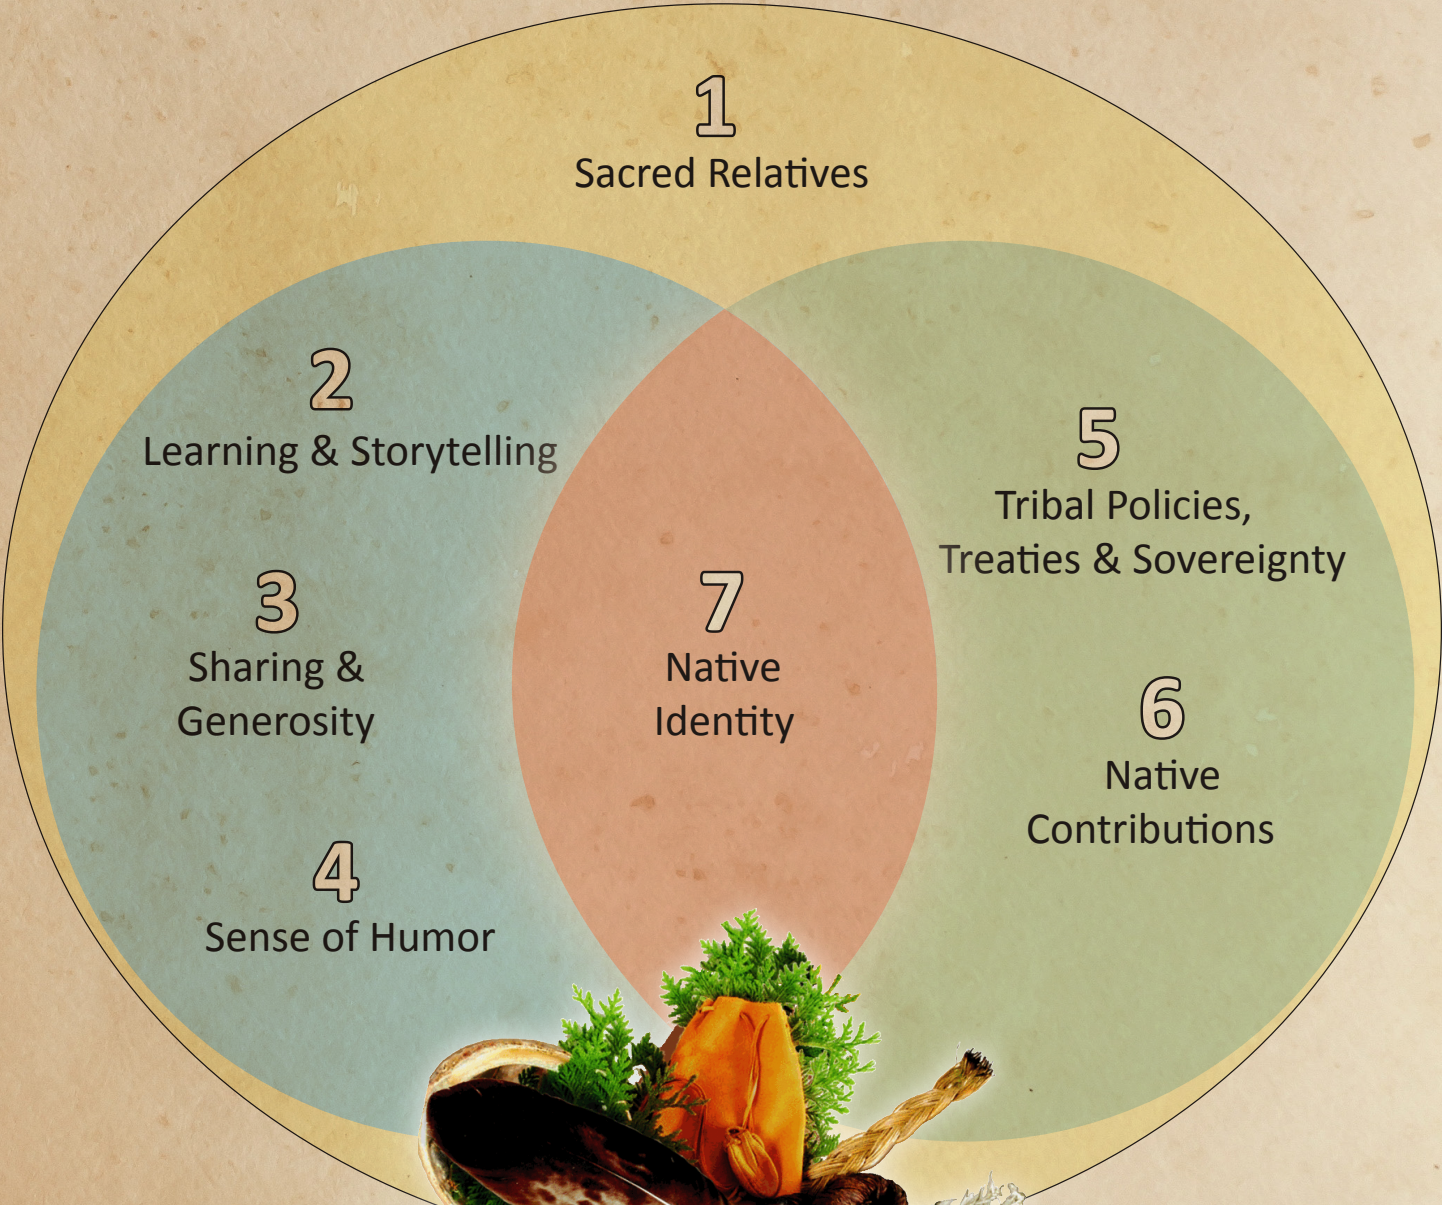 1
Sacred Relatives
2
Learning & Storytelling
3
Sharing &
Generosity
4
Sense of Humor
5
Tribal Policies,
Treaties & Sovereignty
6
Native
Contributions
7
Native
Identity